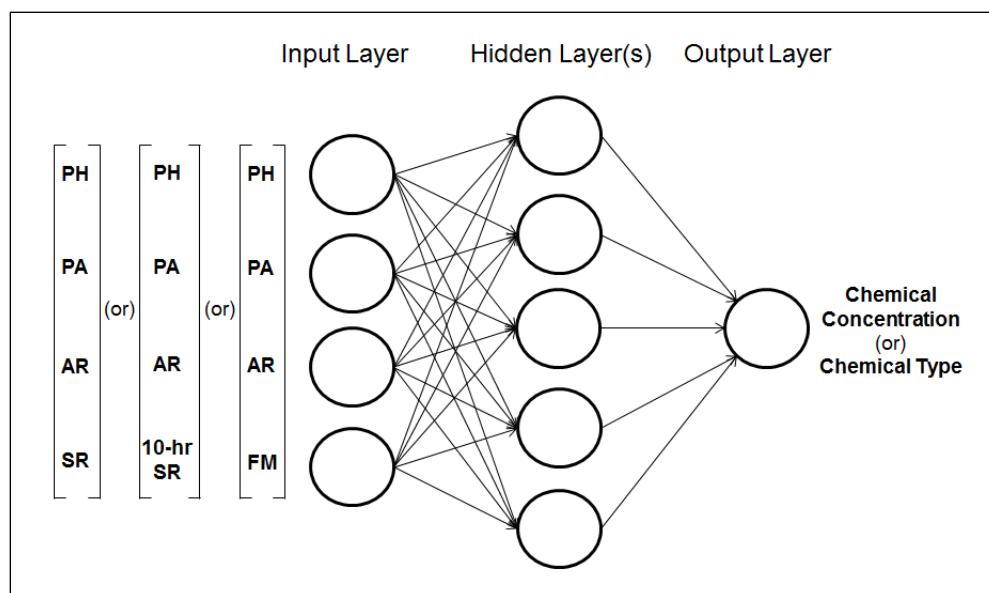 Input Layer
Hidden Layer(s)
Output Layer
PH
PA
AR
SR
(or)
PH
PA
AR
10-hr
SR
(or)
PH
PA
AR
FM
Chemical
Concentration
(or)
Chemical Type